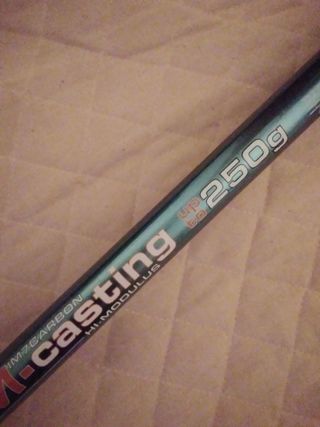 IM7 CARBON
casting
HI-MODULUS
up to 250g